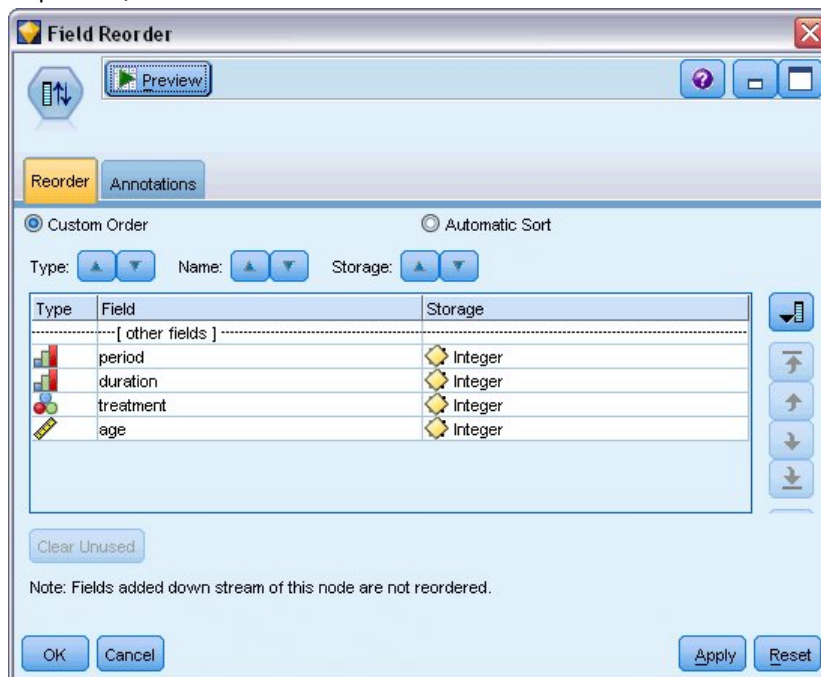 Field Reorder
Preview
Reorder Annotations
Custom Order Automatic Sort
Type: Name: Storage:
Type Field Storage
[ other fields ]
period Integer
duration Integer
treatment Integer
age Integer
Clear Unused
Note: Fields added down stream of this node are not reordered.
OK Cancel Apply Reset